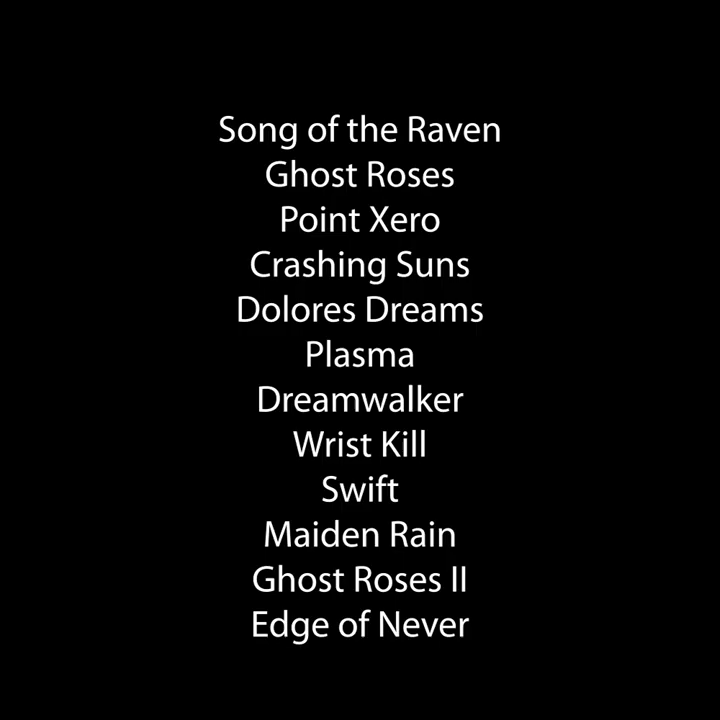 Song of the Raven
Ghost Roses
Point Xero
Crashing Suns
Dolores Dreams
Plasma
Dreamwalker
Wrist Kill
Swift
Maiden Rain
Ghost Roses II
Edge of Never